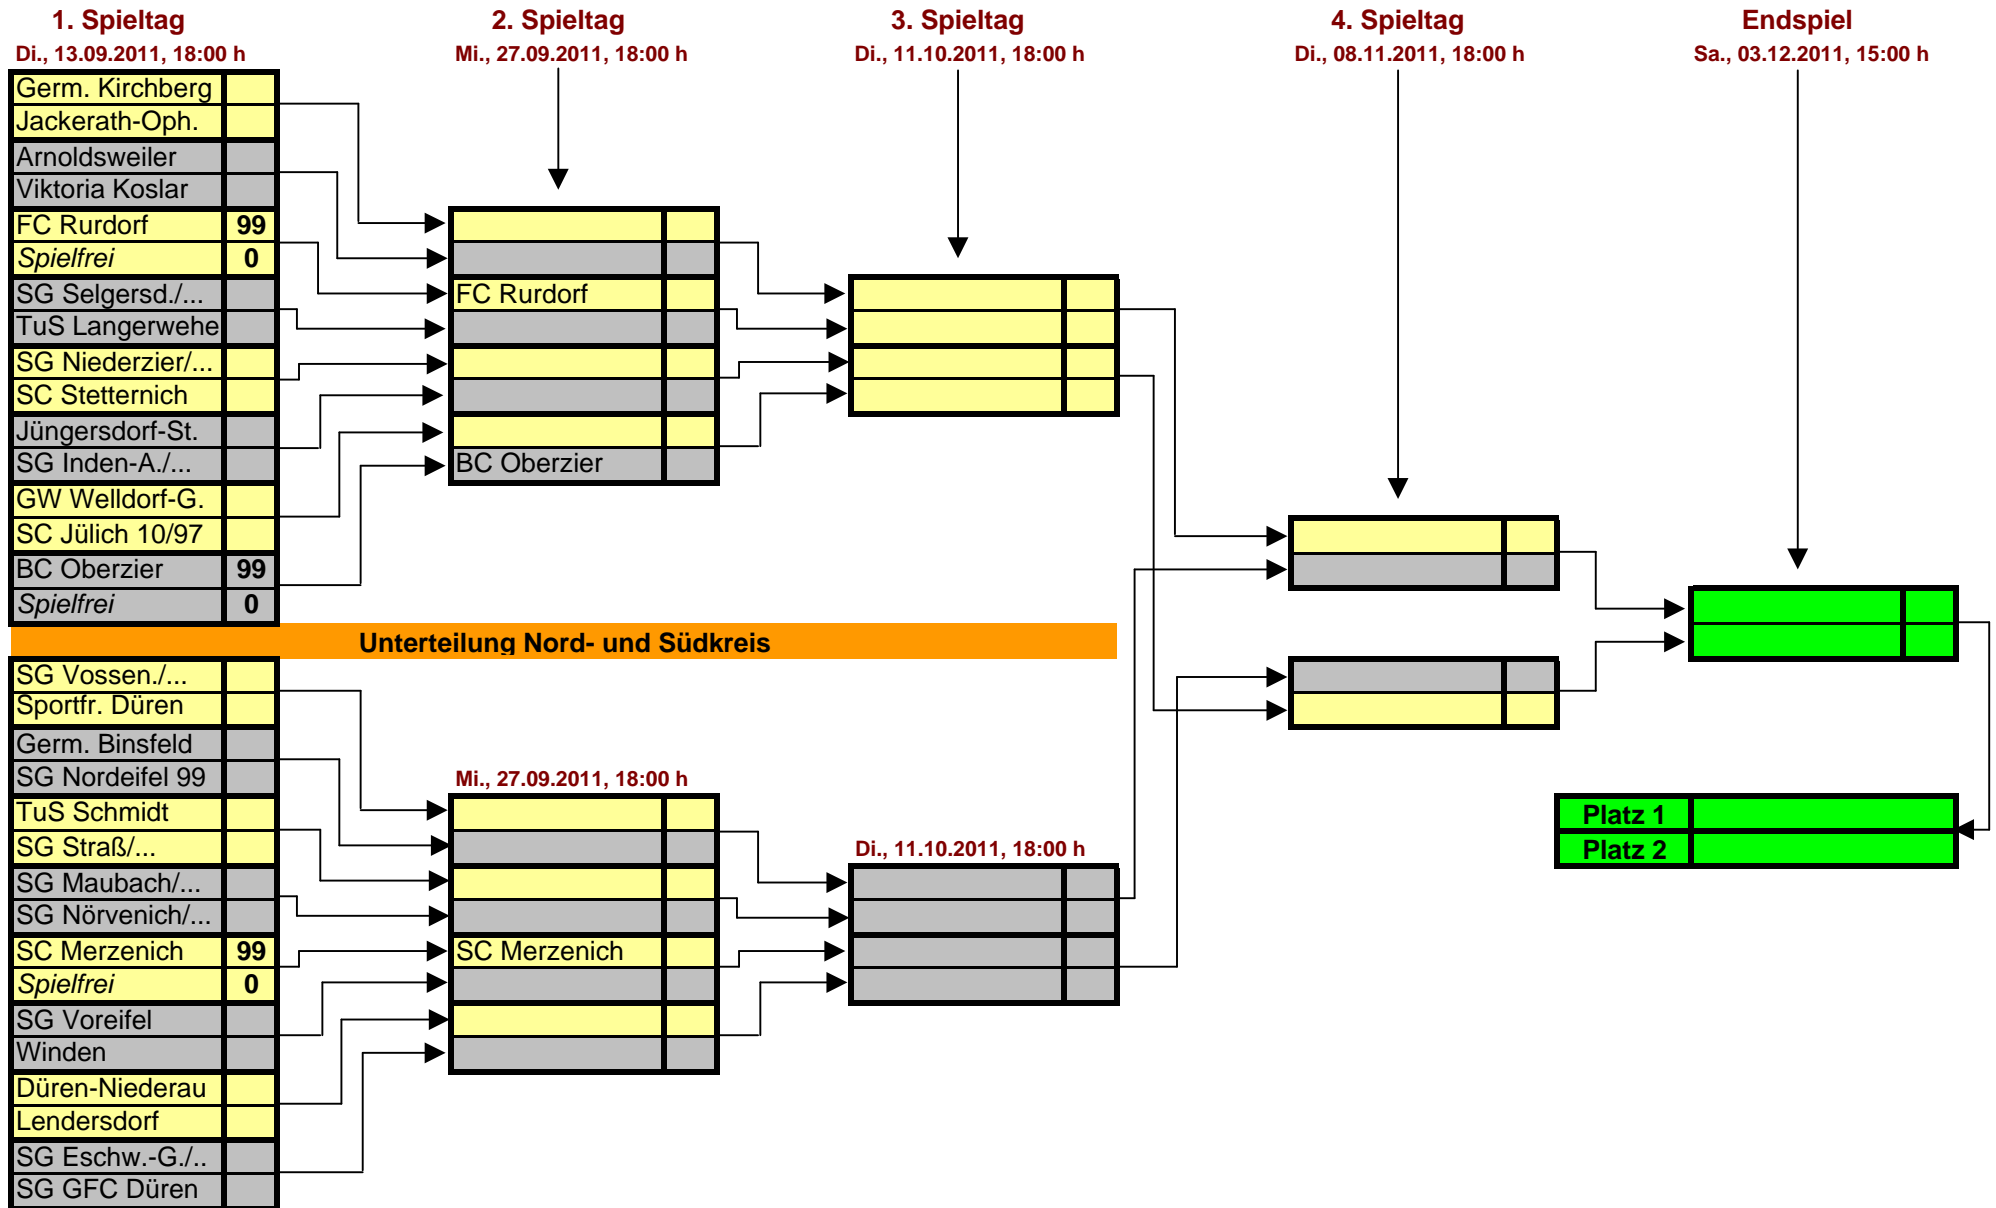 1. Spieltag
Di., 13.09.2011, 18:00 h
2. Spieltag
Mi., 27.09.2011, 18:00 h
3. Spieltag
Di., 11.10.2011, 18:00 h
4. Spieltag
Di., 08.11.2011, 18:00 h
Endspiel
Sa., 03.12.2011, 15:00 h
Germ. Kirchberg
Jackerath-Oph.
Arnoldsweiler
Viktoria Koslar
FC Rurdorf 99
Spielfrei 0
SG Selgersd./...
TuS Langerwehe
SG Niederzier/...
SC Stetternich
Jüngersdorf-St.
SG Inden-A./...
GW Welldorf-G.
SC Jülich 10/97
BC Oberzier 99
Spielfrei 0
FC Rurdorf
BC Oberzier
Unterteilung Nord- und Südkreis
SG Vossen./...
Sportfr. Düren
Germ. Binsfeld
SG Nordeifel 99
TuS Schmidt
SG Straß/...
SG Maubach/...
SG Nörvenich/...
SC Merzenich 99
Spielfrei 0
SG Voreifel
Winden
Düren-Niederau
Lendersdorf
SG Eschw.-G./..
SG GFC Düren
Mi., 27.09.2011, 18:00 h
SC Merzenich
Di., 11.10.2011, 18:00 h
Platz 1
Platz 2